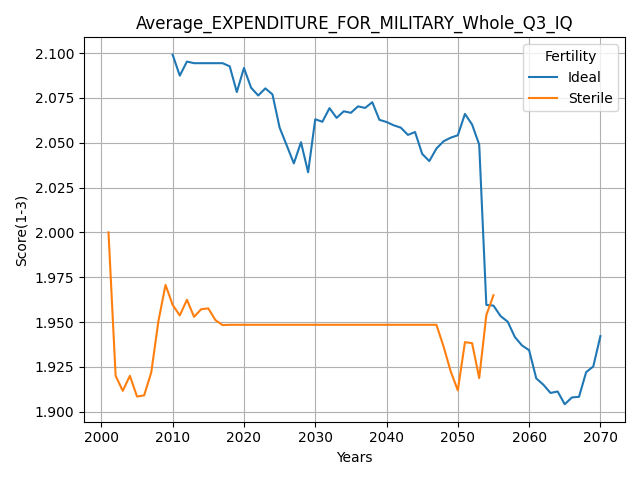 Average_EXPENDITURE_FOR_MILITARY_Whole_Q3_IQ
Fertility
Ideal
Sterile
Score(1-3)
2.100
2.075
2.050
2.025
2.000
1.975
1.950
1.925
1.900
2000 2010 2020 2030 2040 2050 2060 2070
Years